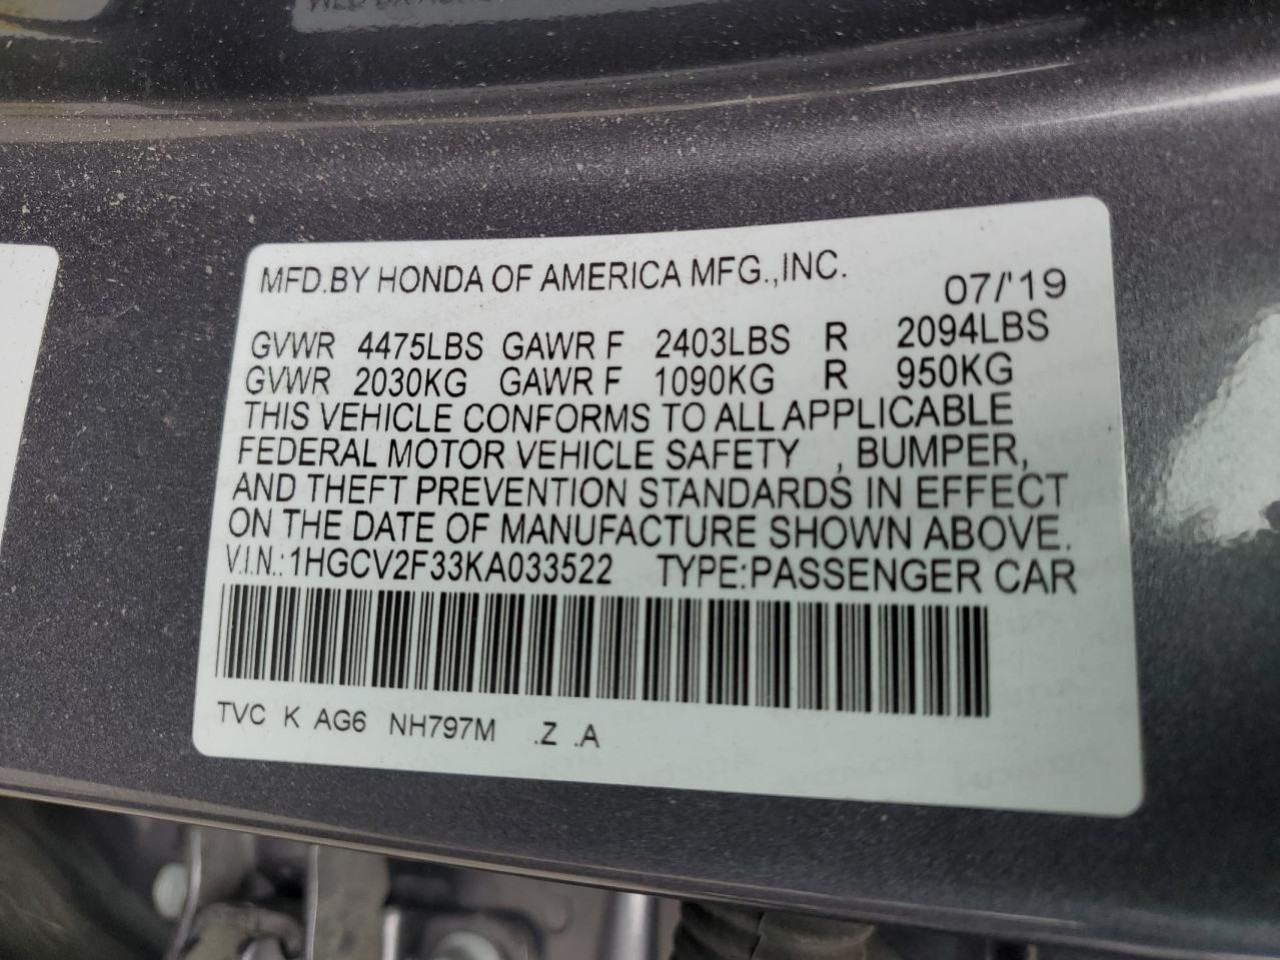 MFD.BY HONDA OF AMERICA MFG.,INC. 07/'19
GVWR 4475LBS GAWR F 2403LBS R 2094LBS
GVWR 2030KG GAWR F 1090KG R 950KG
THIS VEHICLE CONFORMS TO ALL APPLICABLE
FEDERAL MOTOR VEHICLE SAFETY , BUMPER,
AND THEFT PREVENTION STANDARDS IN EFFECT
ON THE DATE OF MANUFACTURE SHOWN ABOVE.
V.I.N.: 1HGCV2F33KA033522 TYPE:PASSENGER CAR
TVC K AG6 NH797M .Z .A